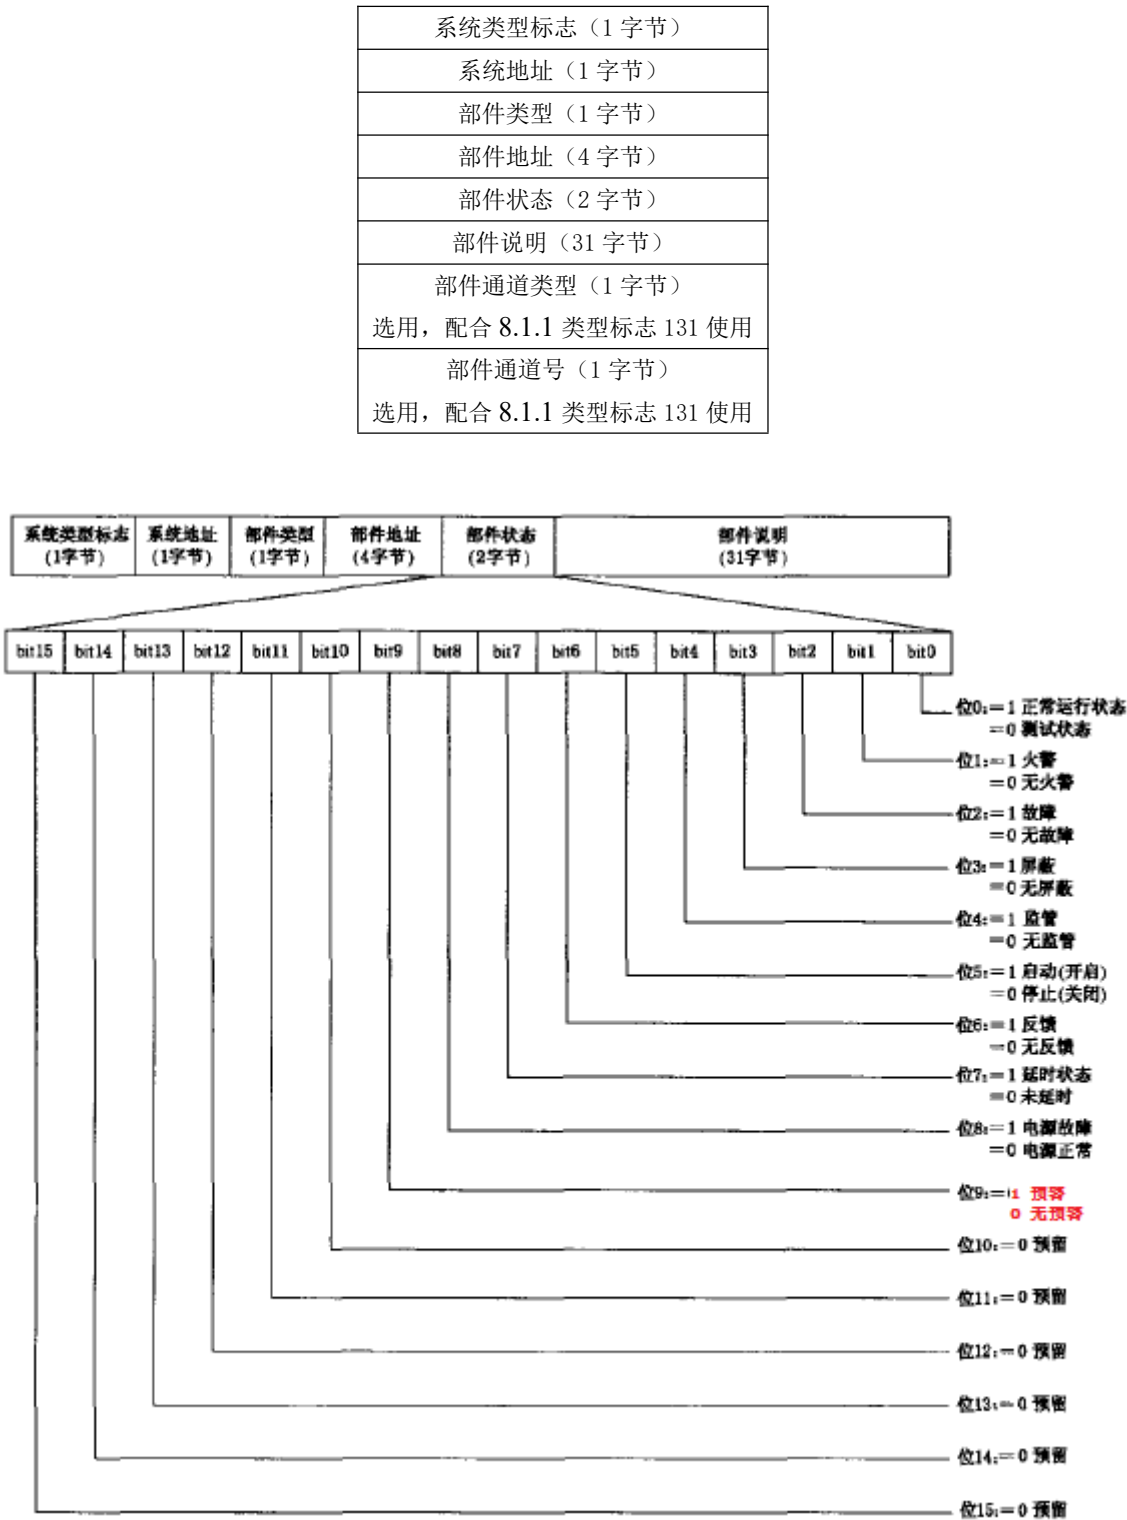 系统类型标志（1 字节）
系统地址（1 字节）
部件类型（1 字节）
部件地址（4 字节）
部件状态（2 字节）
部件说明（31 字节）
部件通道类型（1 字节）
选用，配合 8.1.1 类型标志 131 使用
部件通道号（1 字节）
选用，配合 8.1.1 类型标志 131 使用
系统类型标志 系统地址 部件类型 部件地址 部件状态 部件说明
(1字节) (1字节) (1字节) (4字节) (2字节) (31字节)
bit15 bit14 bit13 bit12 bit11 bit10 bit9 bit8 bit7 bit6 bit5 bit4 bit3 bit2 bit1 bit0
位0:=1 正常运行状态
=0 测试状态
位1:=1 火警
=0 无火警
位2:=1 故障
=0 无故障
位3:=1 屏蔽
=0 无屏蔽
位4:=1 监管
=0 无监管
位5:=1 启动(开启)
=0 停止(关闭)
位6:=1 反馈
=0 无反馈
位7:=1 延时状态
=0 未延时
位8:=1 电源故障
=0 电源正常
位9:=1 预警
0 无预警
位10:=0 预留
位11:=0 预留
位12:=0 预留
位13:=0 预留
位14:=0 预留
位15:=0 预留